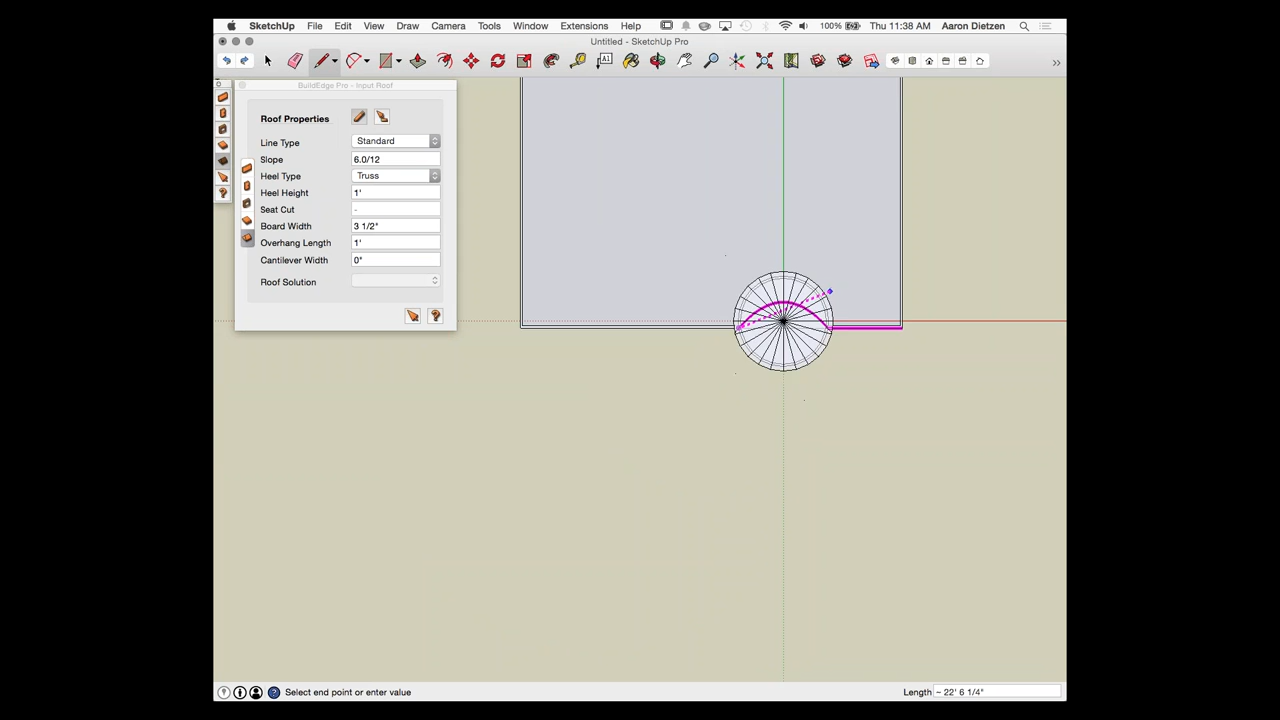 SketchUp File Edit View Draw Camera Tools Window Extensions Help 100% Thu 11:38 AM Aaron Dietzen
Untitled - SketchUp Pro
A1
BuildEdge Pro - Input Roof
Roof Properties
Line Type Standard
Slope 6.0/12
Heel Type Truss
Heel Height 1'
Seat Cut -
Board Width 3 1/2"
Overhang Length 1'
Cantilever Width 0"
Roof Solution
Select end point or enter value Length ~ 22' 6 1/4"